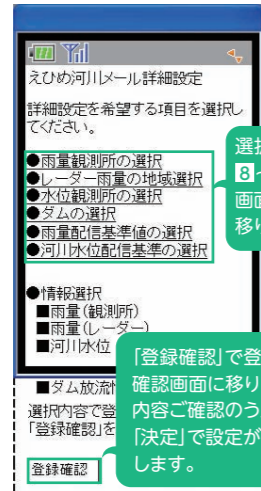 えひめ河川メール詳細設定
詳細設定を希望する項目を選択し
てください。
●雨量観測所の選択
●レーダー雨量の地域選択
●水位観測所の選択
●ダムの選択
●雨量配信基準値の選択
●河川水位配信基準の選択
選択
8～
画面
移り
●情報選択
■雨量(観測所)
■雨量(レーダー)
■河川水位
■ダム放流
選択内容で登
「登録確認」を
登録確認
「登録確認」で登
確認画面に移り
内容ご確認のう
「決定」で設定が
します。